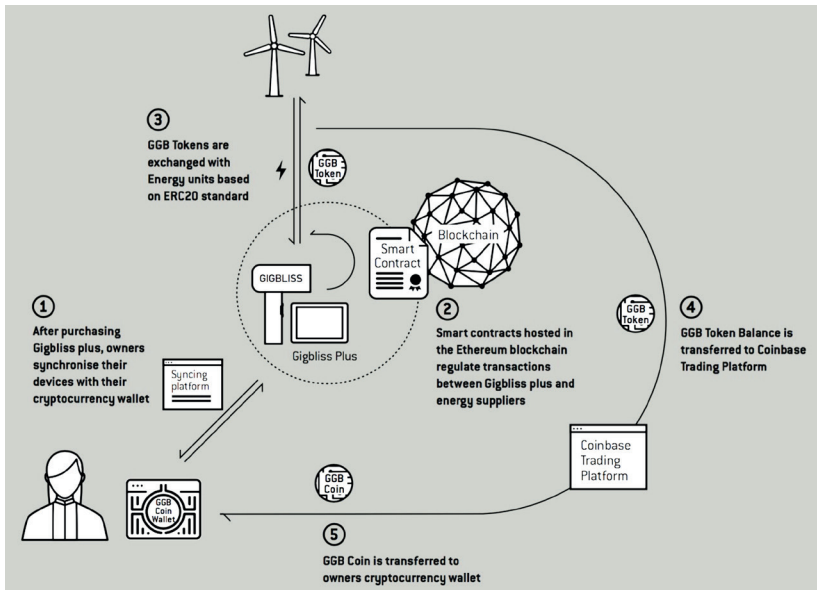 3
GGB Tokens are
exchanged with
Energy units based
on ERC20 standard
GGB
Token
Blockchain
Smart
Contract
GIGBLISS
Gigbliss Plus
1
After purchasing
Gigbliss plus, owners
synchronise their
devices with their
cryptocurrency wallet
Syncing
platform
2
Smart contracts hosted in
the Ethereum blockchain
regulate transactions
between Gigbliss plus and
energy suppliers
GGB
Token
4
GGB Token Balance is
transferred to Coinbase
Trading Platform
Coinbase
Trading
Platform
GGB
Coin
Wallet
GGB
Coin
5
GGB Coin is transferred to
owners cryptocurrency wallet